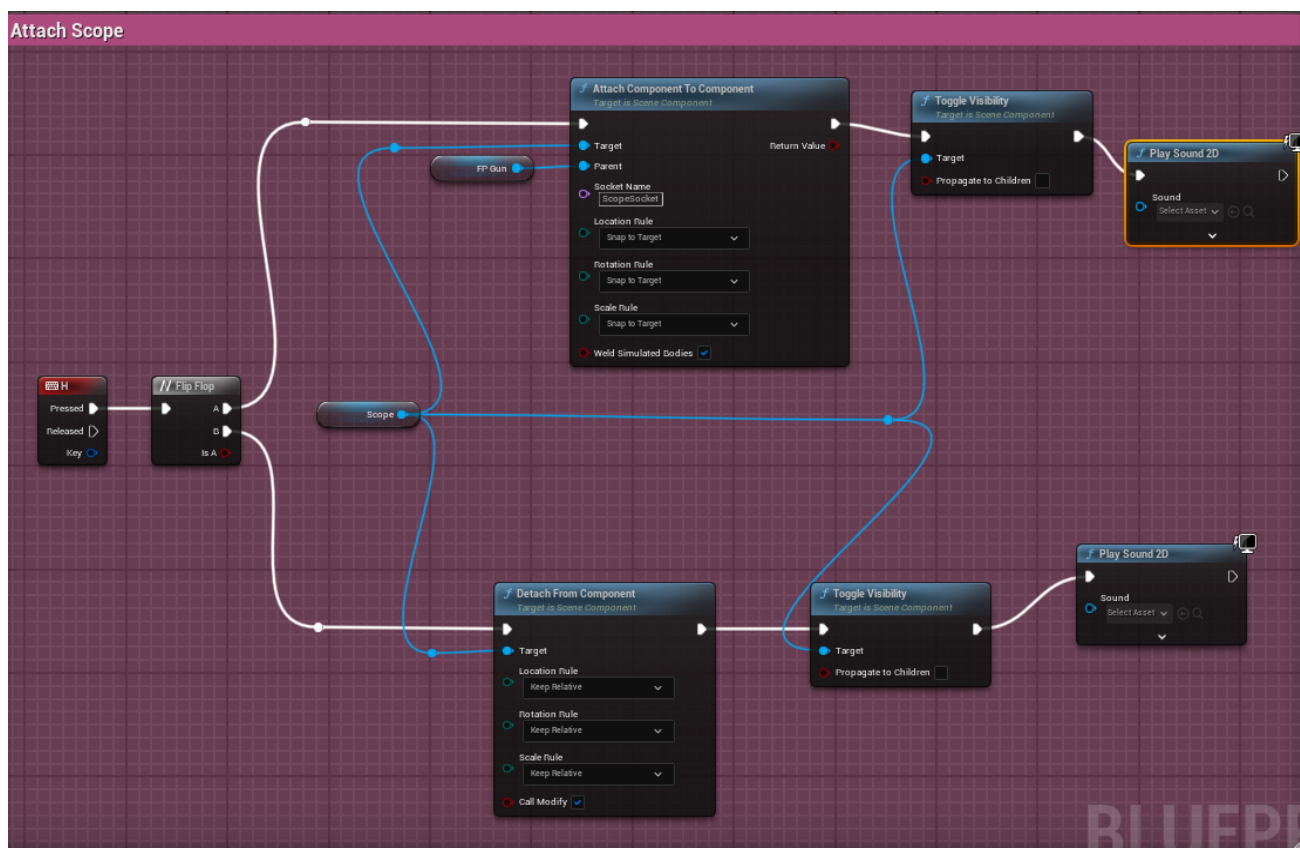 Attach Scope
Attach Component To Component
Target is Scene Component
Target
Return Value
Parent
Socket Name
ScopeSocket
Location Rule
Snap to Target
Rotation Rule
Snap to Target
Scale Rule
Snap to Target
Weld Simulated Bodies
FP Gun
Toggle Visibility
Target is Scene Component
Target
Propagate to Children
Play Sound 2D
Sound
Select Asset
H
Pressed
Released
Key
Flip Flop
A
B
Is A
Scope
Detach From Component
Target is Scene Component
Target
Location Rule
Keep Relative
Rotation Rule
Keep Relative
Scale Rule
Keep Relative
Call Modify
Toggle Visibility
Target is Scene Component
Target
Propagate to Children
Play Sound 2D
Sound
Select Asset